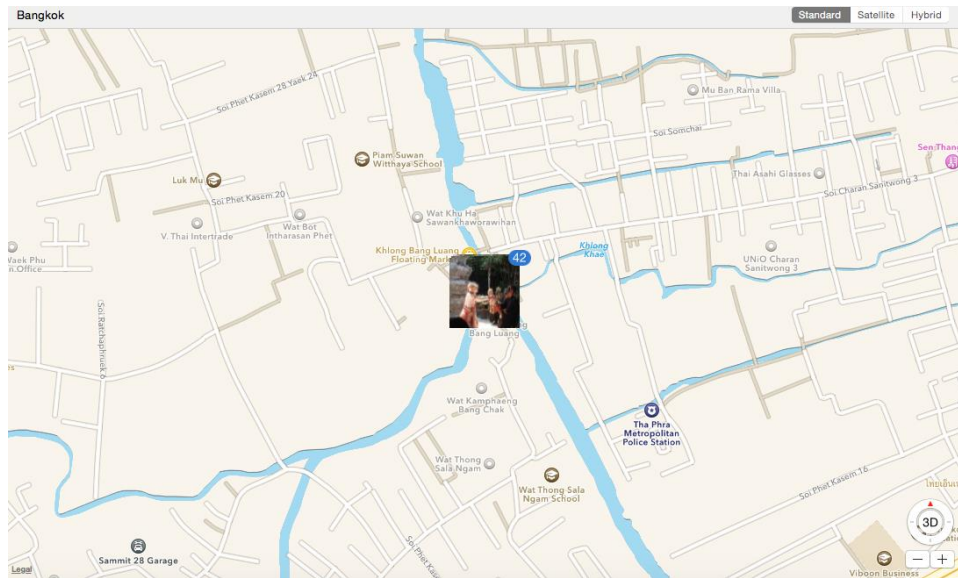 Bangkok
Standard
Satellite
Hybrid
Soi Phet Kasem 28 Yaek 24
Mu Ban Rama Villa
Soi Somchai
Piam Suwan
Witthaya School
Sen Thang
Thai Asahi Glasses
Luk Mu
Soi Charan Sanitwong 3
Soi Phet Kasem 20
Wat Khu Ha
Sawankhaworawihan
V. Thai Intertrade
Wat Bot
Intharasan Phet
Khlong Bang Luang
Floating
Khlong
Khae
42
UNiO Charan
Sanitwong 3
Phu
Office
Soi Ratchaphruek 6
Bang Luang
Wat Kamphaeng
Bang Chak
Tha Phra
Metropolitan
Police Station
Wat Thong
Sala Ngam
Wat Thong Sala
Ngam School
Soi Phet Kasem 16
3D
Sammit 28 Garage
Soi Phet
Viboon Business
Legal